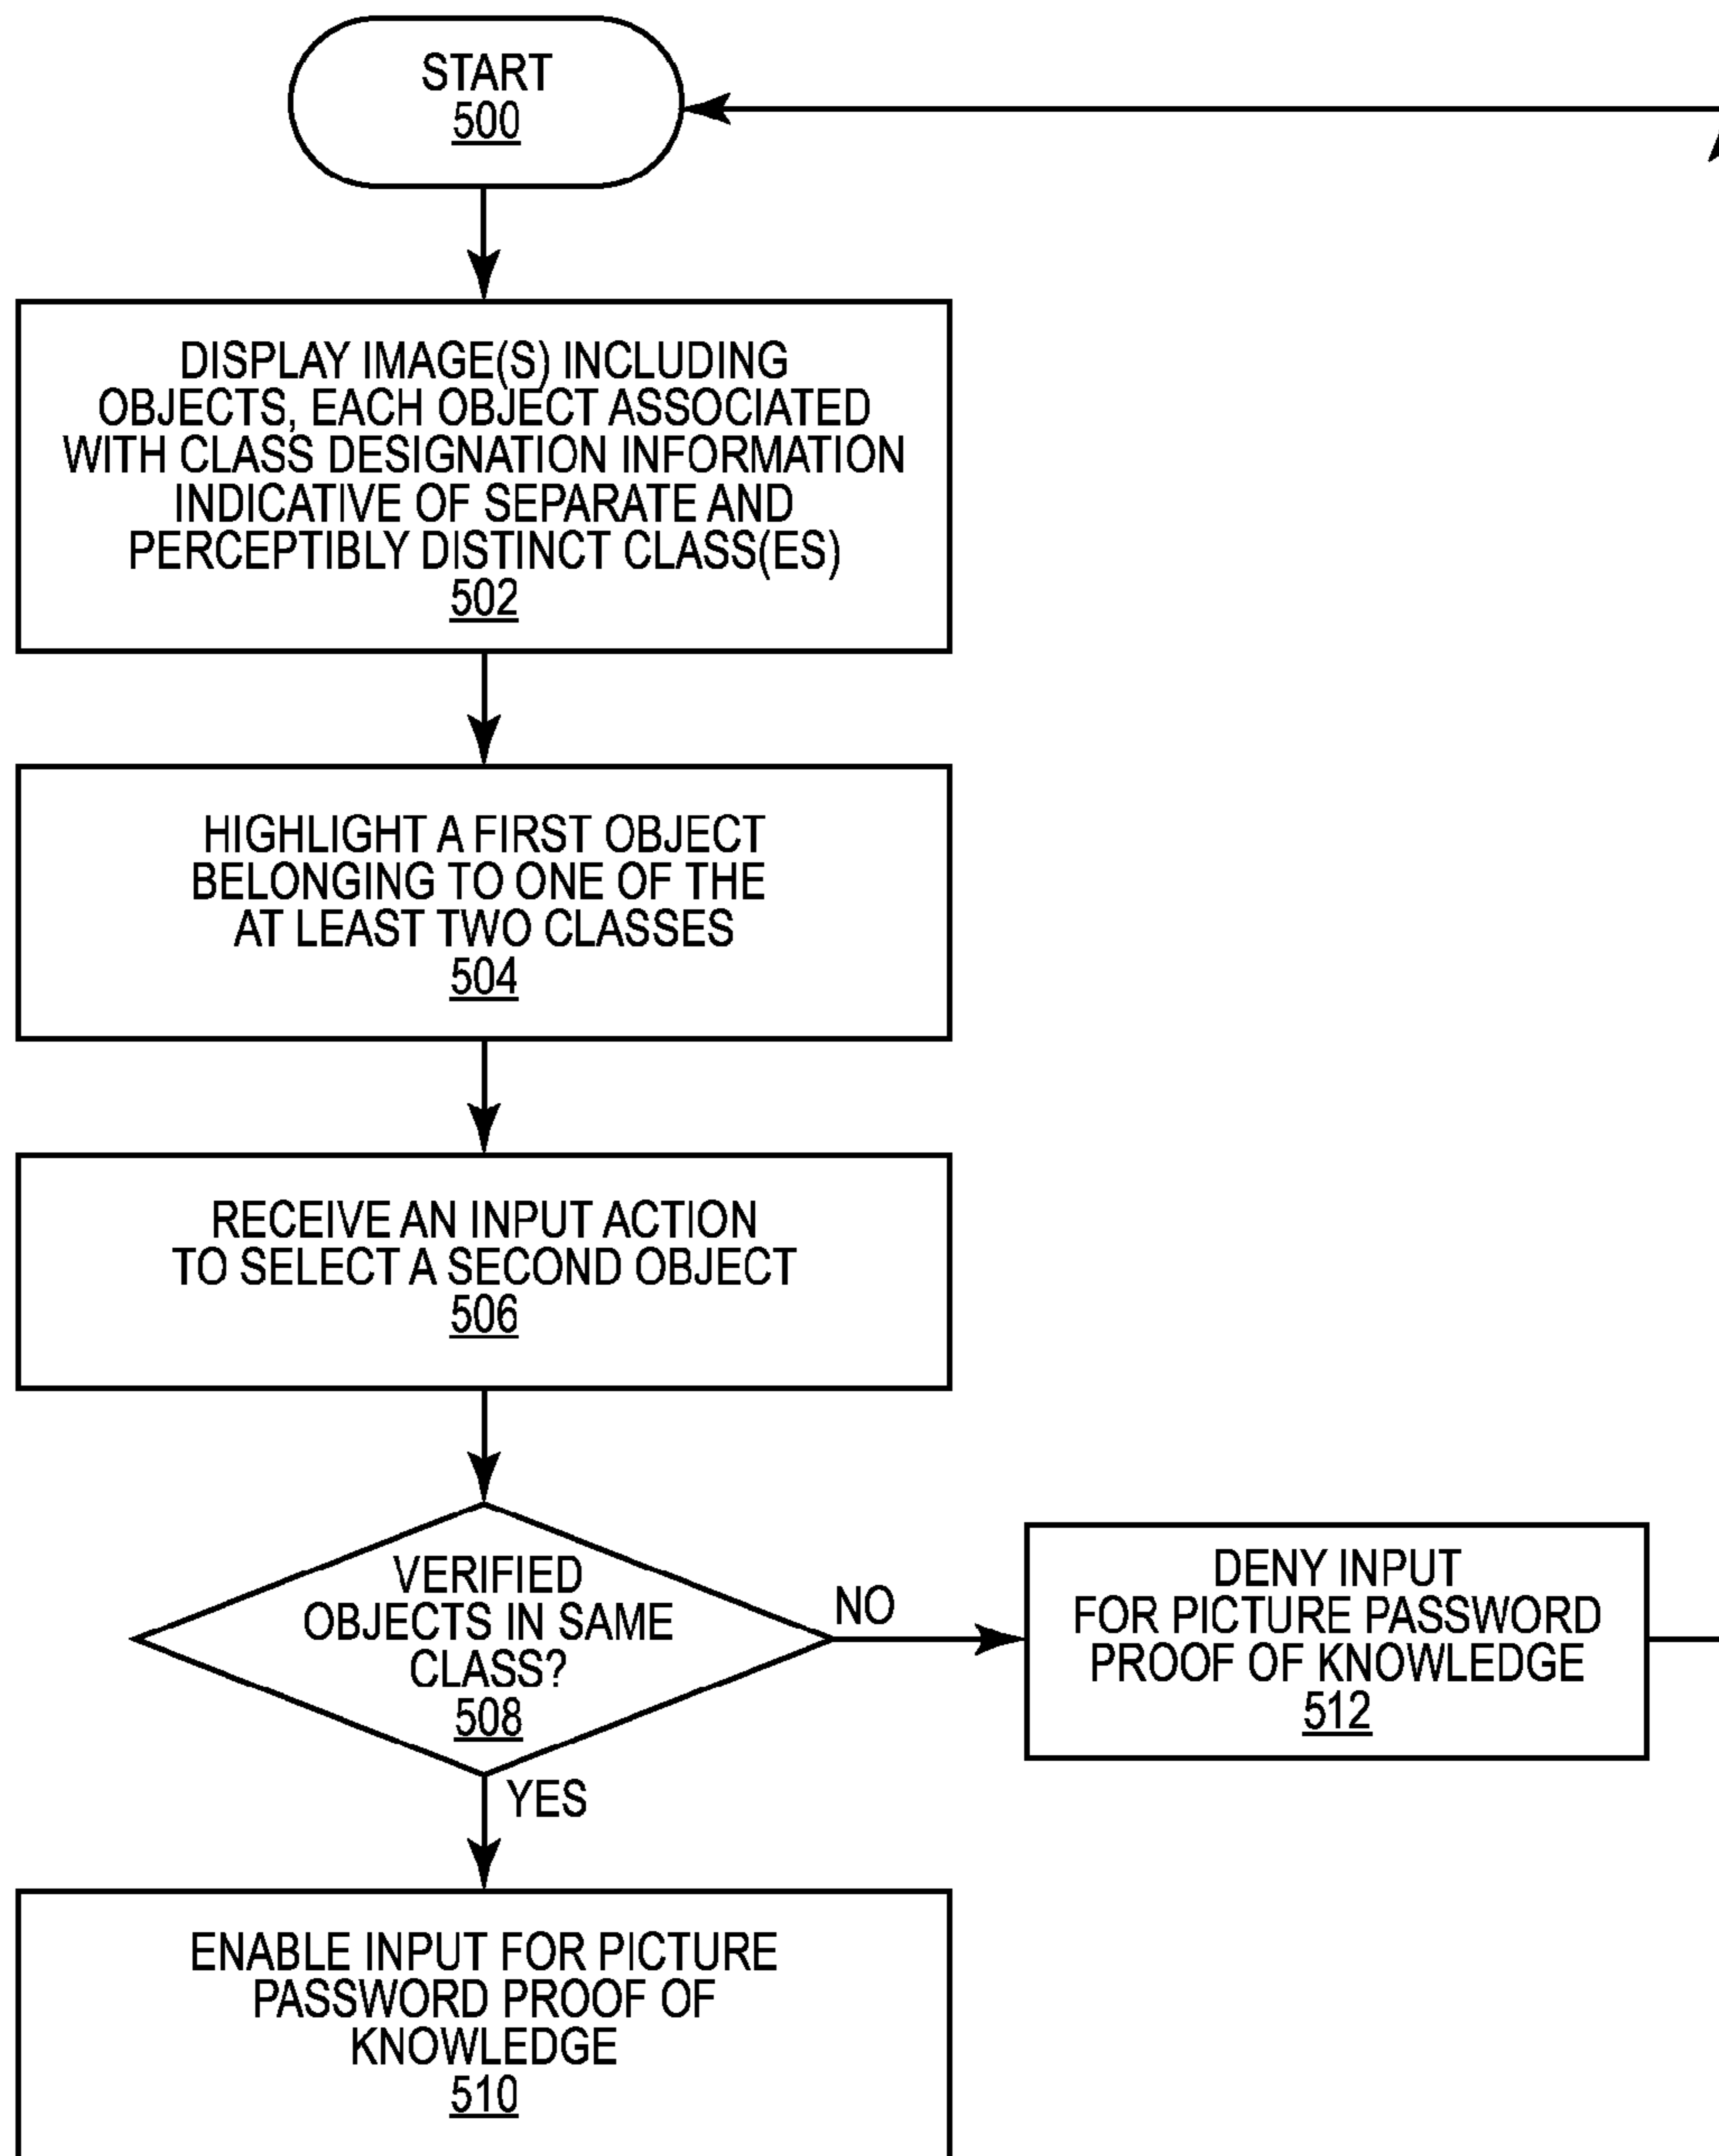 START
500
DISPLAY IMAGE(S) INCLUDING
OBJECTS, EACH OBJECT ASSOCIATED
WITH CLASS DESIGNATION INFORMATION
INDICATIVE OF SEPARATE AND
PERCEPTIBLY DISTINCT CLASS(ES)
502
HIGHLIGHT A FIRST OBJECT
BELONGING TO ONE OF THE
AT LEAST TWO CLASSES
504
RECEIVE AN INPUT ACTION
TO SELECT A SECOND OBJECT
506
VERIFIED
OBJECTS IN SAME
CLASS?
508
NO
DENY INPUT
FOR PICTURE PASSWORD
PROOF OF KNOWLEDGE
512
YES
ENABLE INPUT FOR PICTURE
PASSWORD PROOF OF
KNOWLEDGE
510